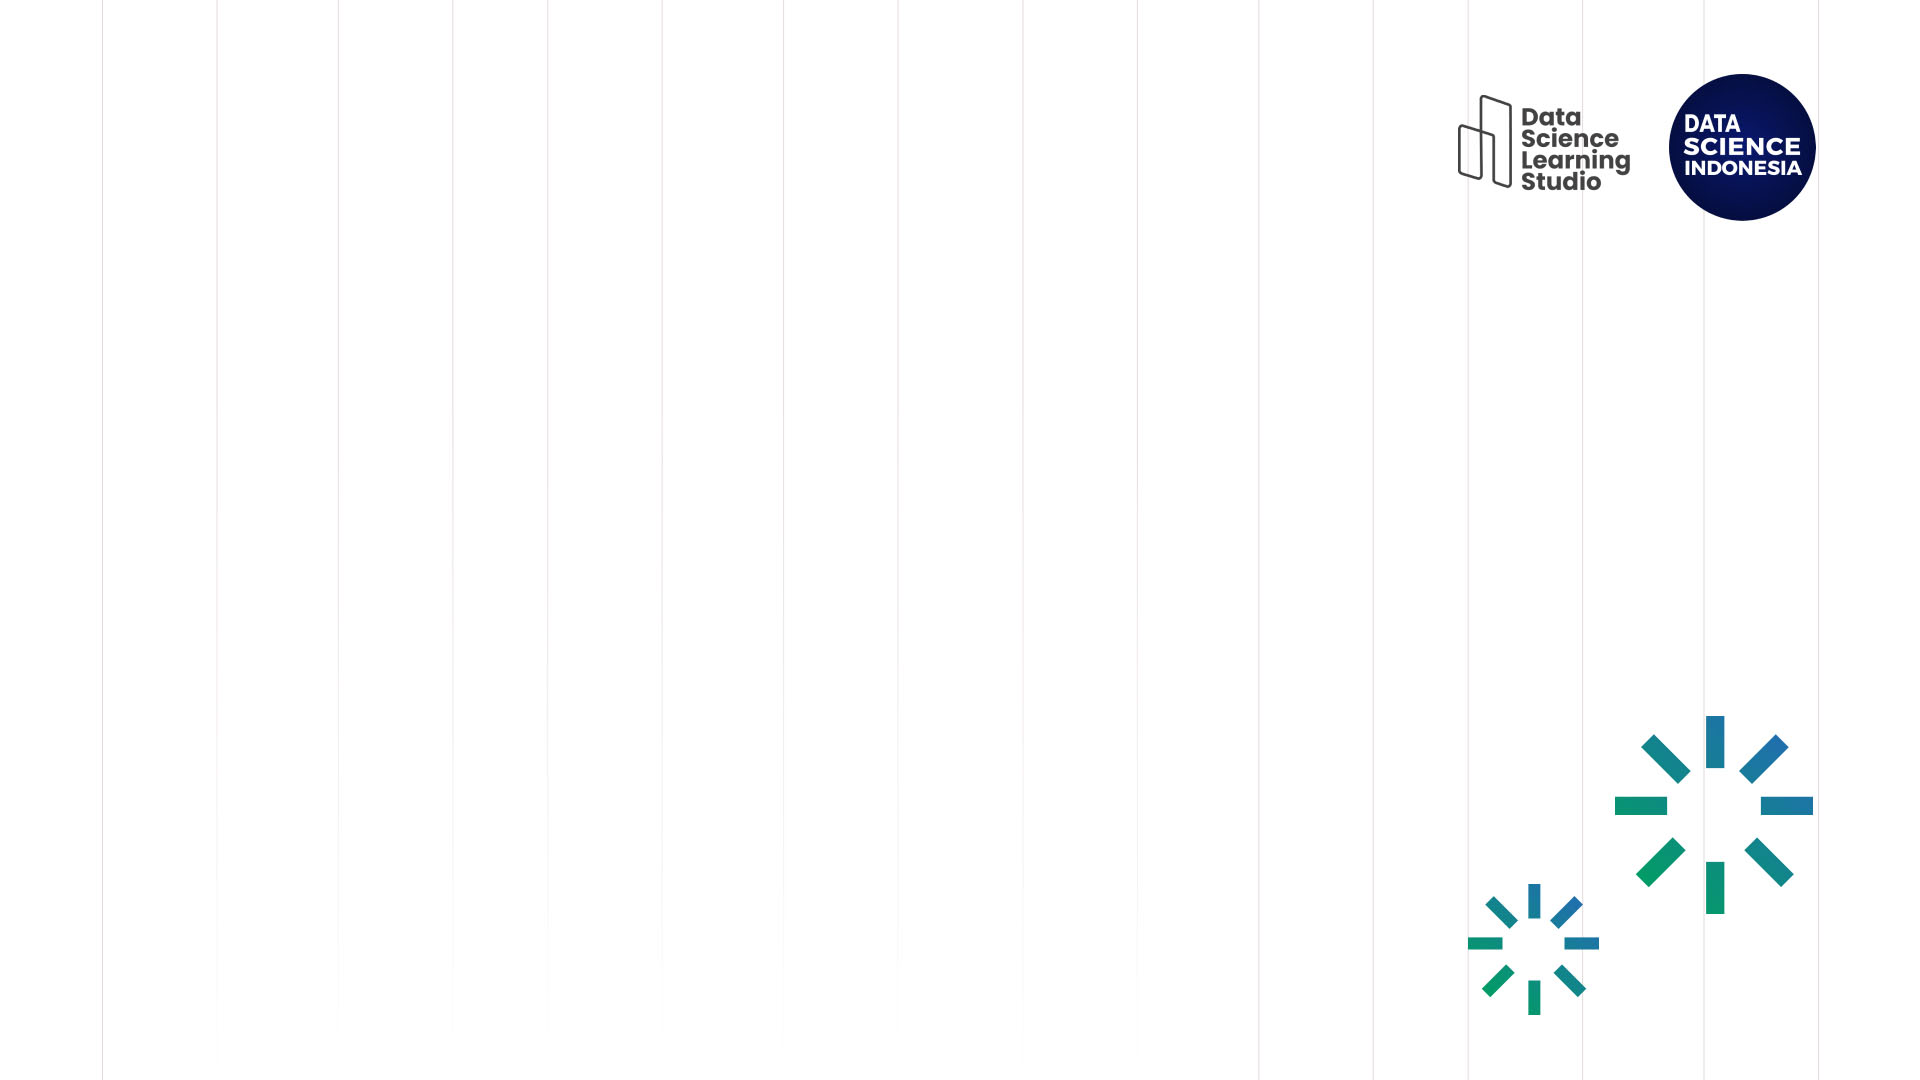 Data
Science
Learning
Studio
DATA
SCIENCE
INDONESIA